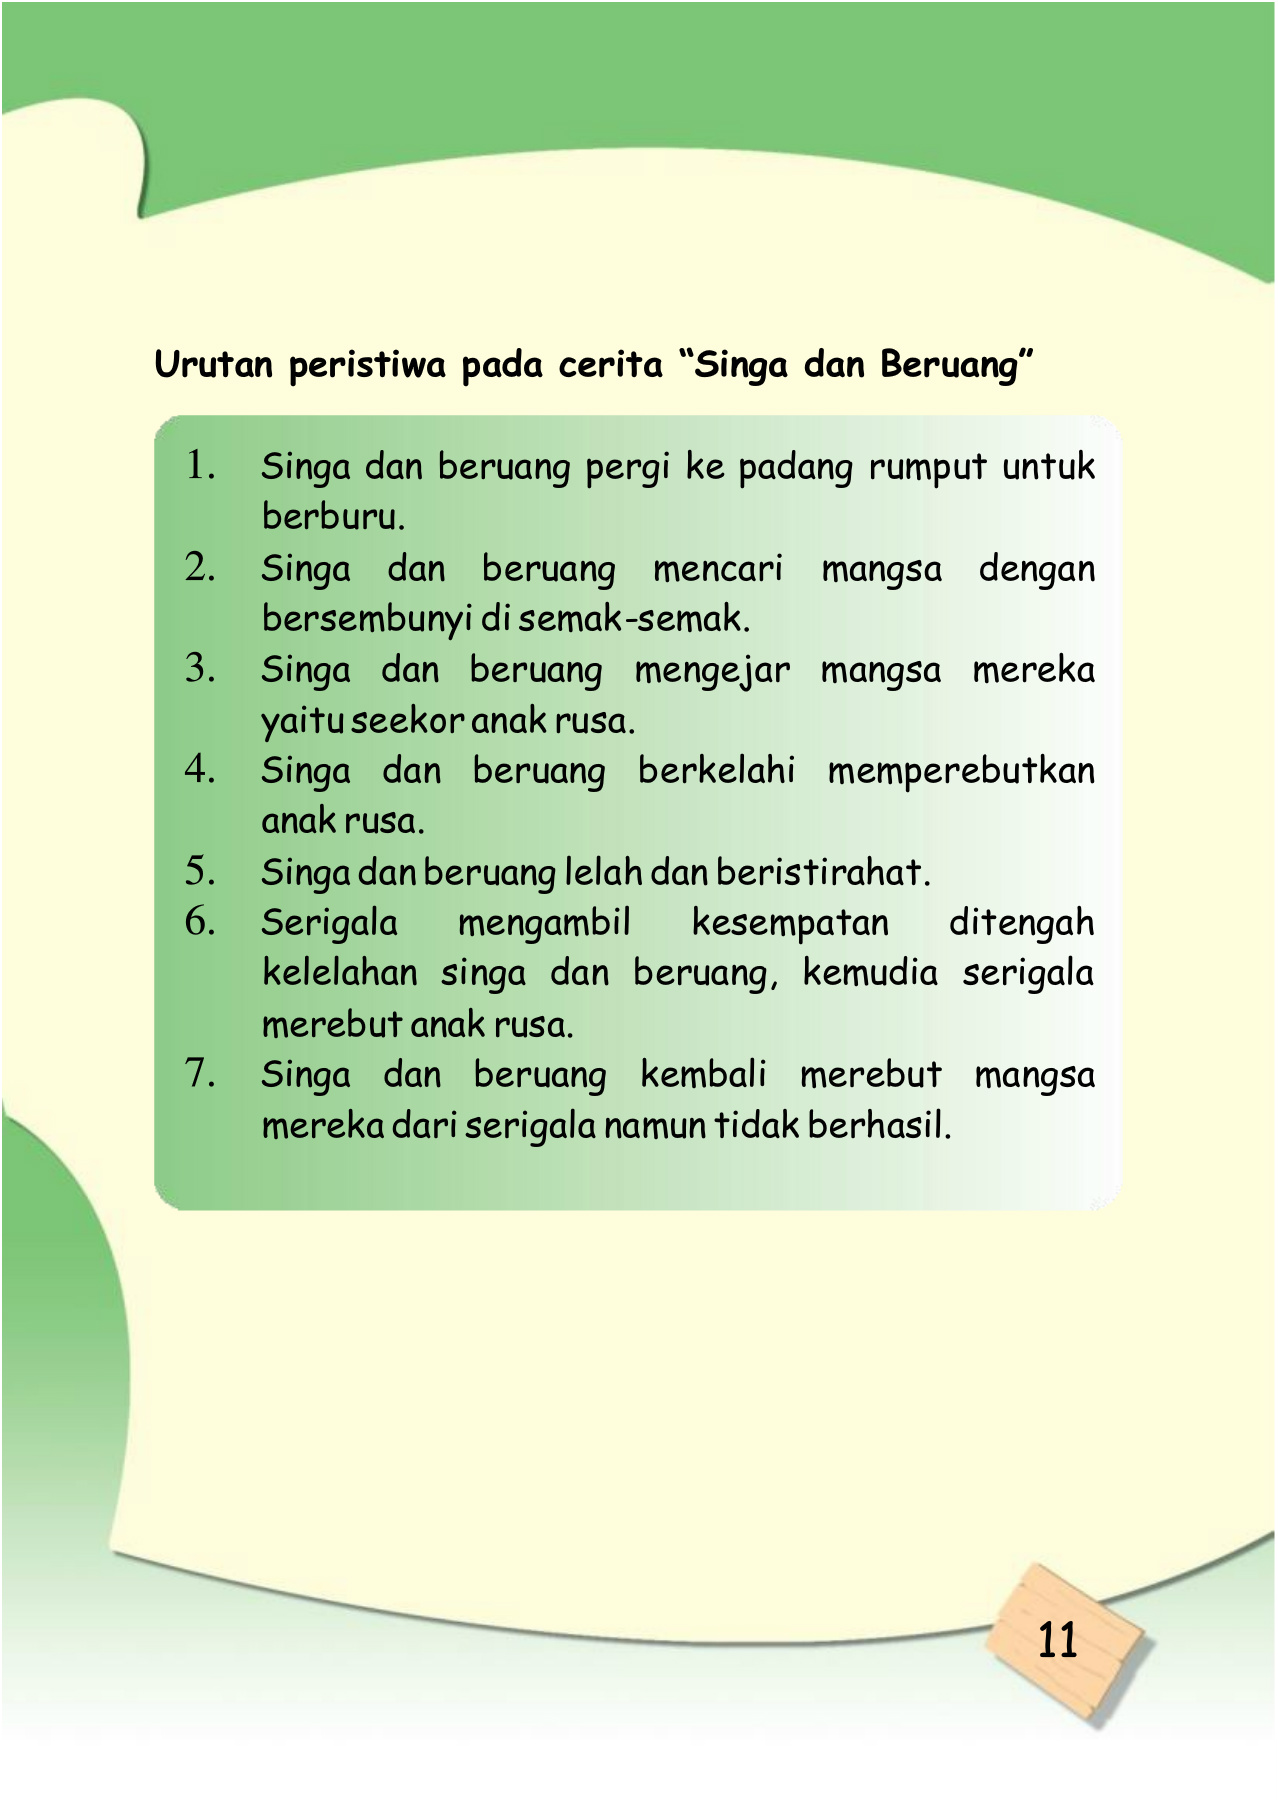 Urutan peristiwa pada cerita “Singa dan Beruang”
1. Singa dan beruang pergi ke padang rumput untuk
berburu.
2. Singa dan beruang mencari mangsa dengan
bersembunyi di semak-semak.
3. Singa dan beruang mengejar mangsa mereka
yaitu seekor anak rusa.
4. Singa dan beruang berkelahi memperebutkan
anak rusa.
5. Singa dan beruang lelah dan beristirahat.
6. Serigala mengambil kesempatan ditengah
kelelahan singa dan beruang, kemudia serigala
merebut anak rusa.
7. Singa dan beruang kembali merebut mangsa
mereka dari serigala namun tidak berhasil.
11